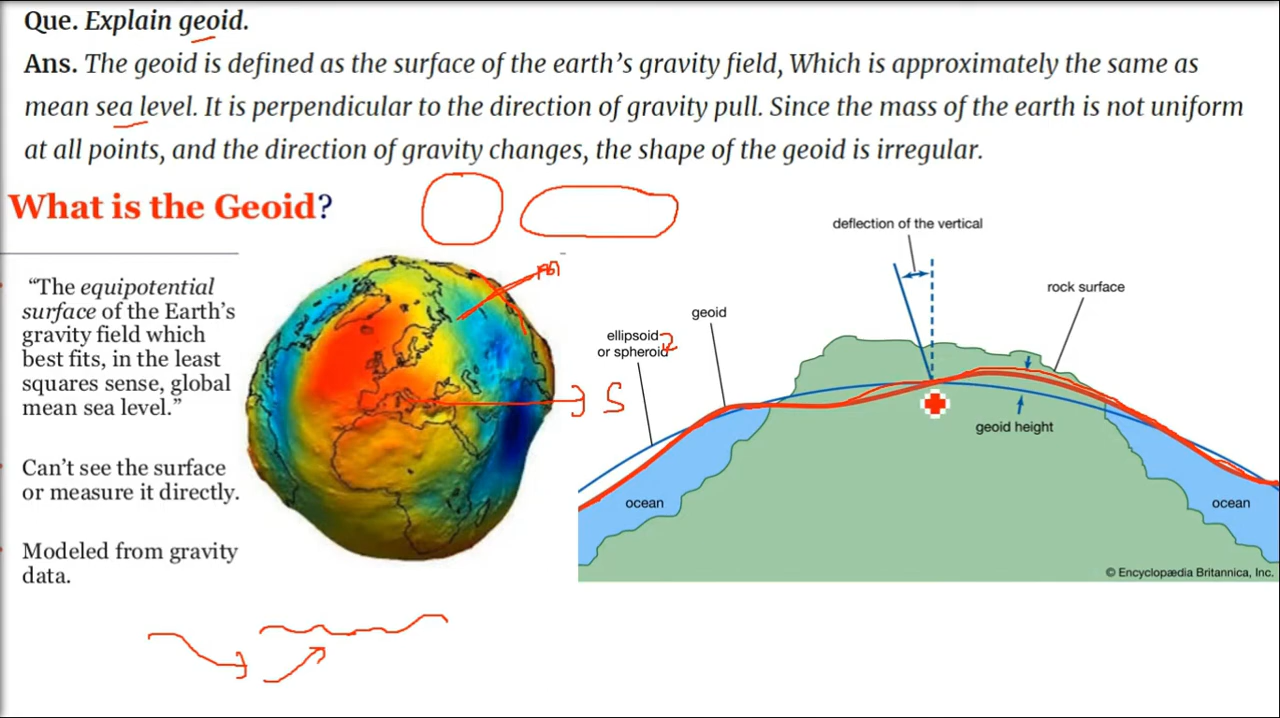 Que. Explain geoid.
Ans. The geoid is defined as the surface of the earth's gravity field, Which is approximately the same as
mean sea level. It is perpendicular to the direction of gravity pull. Since the mass of the earth is not uniform
at all points, and the direction of gravity changes, the shape of the geoid is irregular.
What is the Geoid?
“The equipotential
surface of the Earth’s
gravity field which
best fits, in the least
squares sense, global
mean sea level.”
Can’t see the surface
or measure it directly.
Modeled from gravity
data.
S
deflection of the vertical
rock surface
geoid
ellipsoid
or spheroid
2
geoid height
ocean
ocean
© Encyclopædia Britannica, Inc.